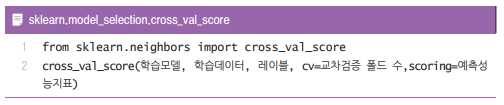 sklearn.model_selection.cross_val_score
1 from sklearn.neighbors import cross_val_score
2 cross_val_score(학습모델, 학습데이터, 레이블, cv=교차검증 폴드 수,scoring=예측성
능지표)